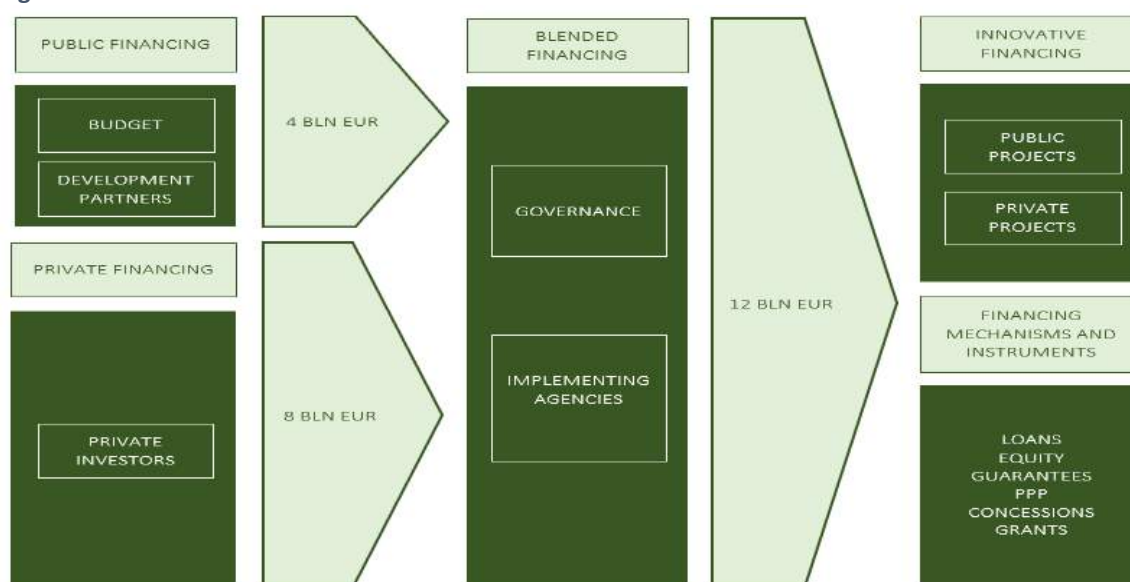 PUBLIC FINANCING
BUDGET
DEVELOPMENT
PARTNERS
4 BLN EUR
PRIVATE FINANCING
PRIVATE
INVESTORS
8 BLN EUR
BLENDED
FINANCING
GOVERNANCE
IMPLEMENTING
AGENCIES
12 BLN EUR
INNOVATIVE
FINANCING
PUBLIC
PROJECTS
PRIVATE
PROJECTS
FINANCING
MECHANISMS AND
INSTRUMENTS
LOANS
EQUITY
GUARANTEES
PPP
CONCESSIONS
GRANTS